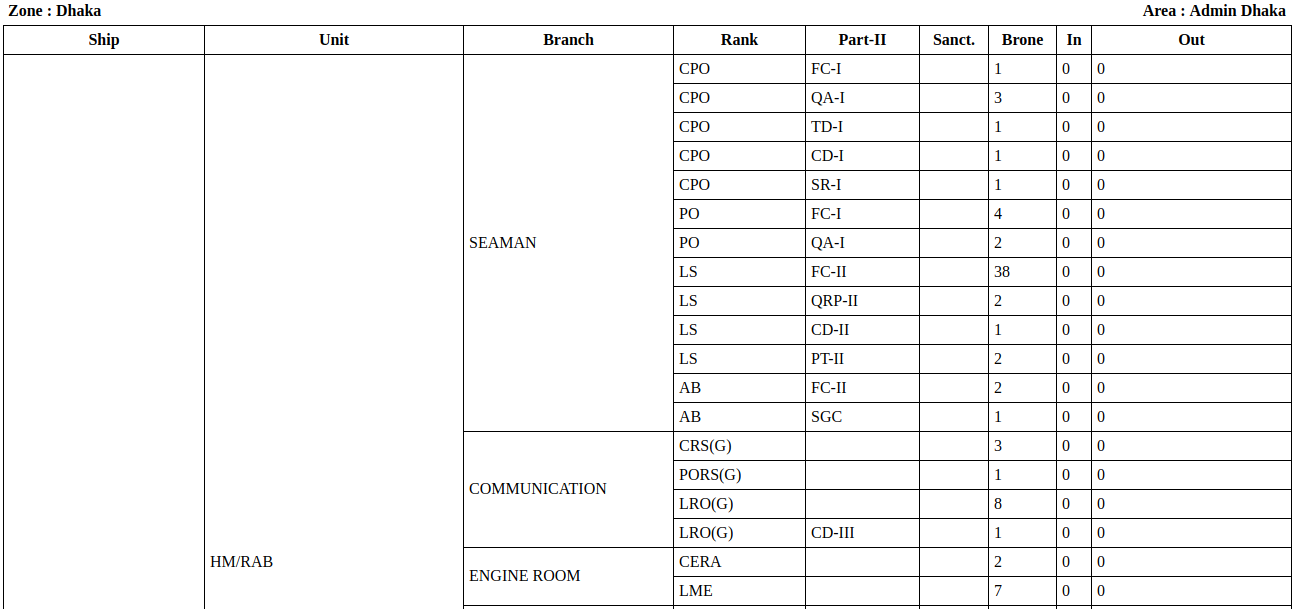 Zone : Dhaka Area : Admin Dhaka
Ship Unit Branch Rank Part-II Sanct. Brone In Out
CPO FC-I 1 0 0
CPO QA-I 3 0 0
CPO TD-I 1 0 0
CPO CD-I 1 0 0
CPO SR-I 1 0 0
PO FC-I 4 0 0
SEAMAN PO QA-I 2 0 0
LS FC-II 38 0 0
LS QRP-II 2 0 0
LS CD-II 1 0 0
LS PT-II 2 0 0
AB FC-II 2 0 0
AB SGC 1 0 0
CRS(G) 3 0 0
PORS(G) 1 0 0
COMMUNICATION
LRO(G) 8 0 0
LRO(G) CD-III 1 0 0
HM/RAB CERA 2 0 0
ENGINE ROOM
LME 7 0 0